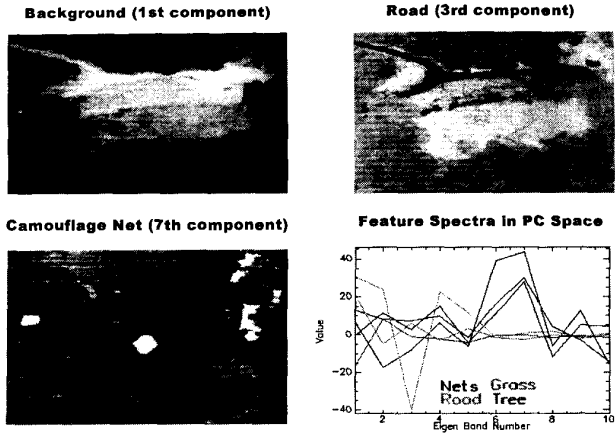 Background (1st component)
Road (3rd component)
Camouflage Net (7th component)
Feature Spectra in PC Space
40
20
0
−20
−40
Value
Nets Grass
Road Tree
2 4 6 8 10
Eigen Band Number